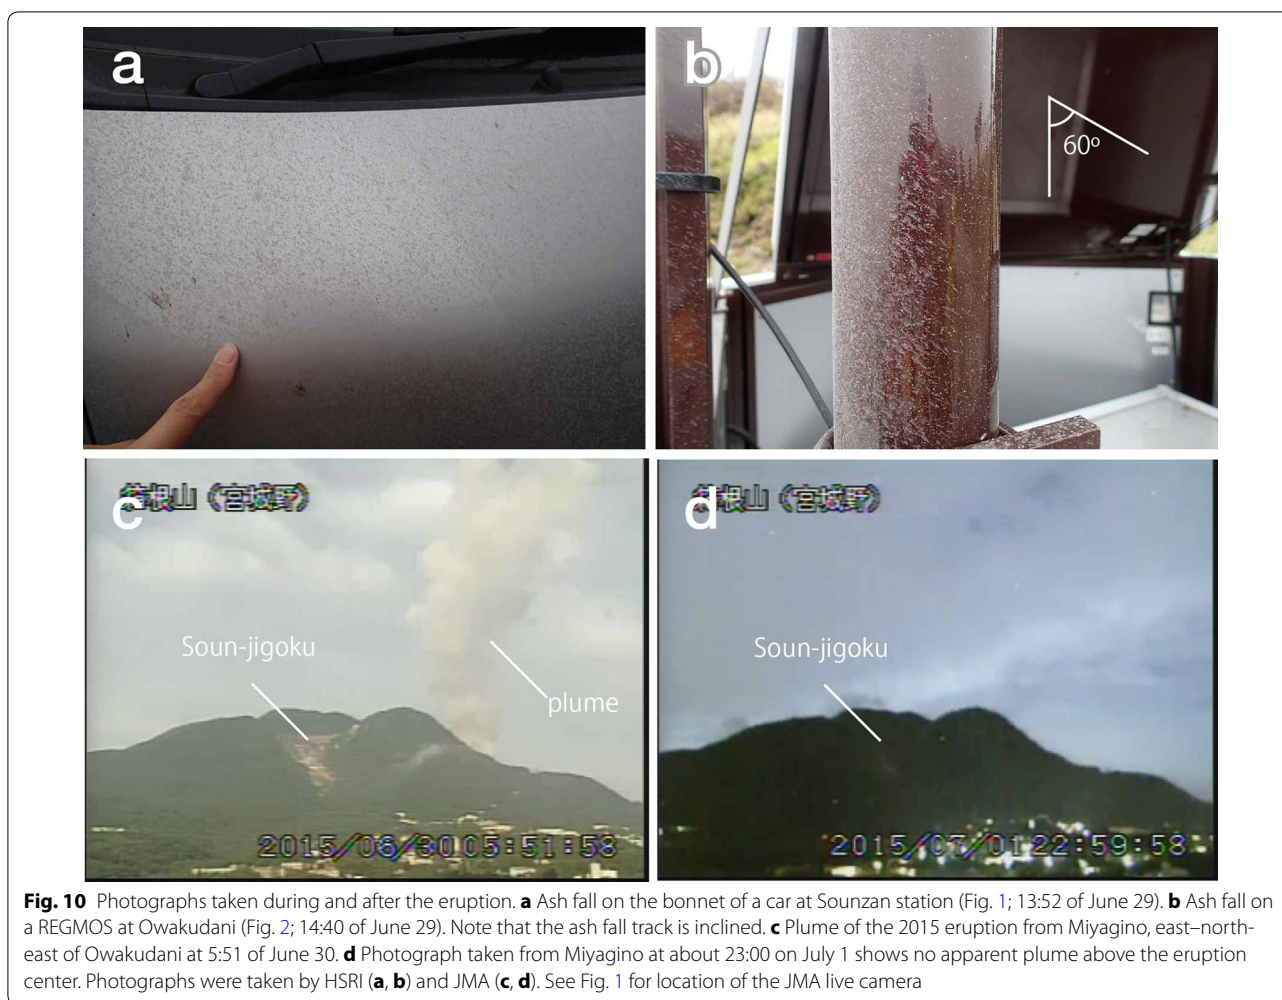 a
b
60º
箱根山 (宮城野)
c
Soun-jigoku
plume
2015/06/30 05:51:58
箱根山 (宮城野)
d
Soun-jigoku
2015/07/01 22:59:58
Fig. 10 Photographs taken during and after the eruption. a Ash fall on the bonnet of a car at Sounzan station (Fig. 1; 13:52 of June 29). b Ash fall on
a REGMOS at Owakudani (Fig. 2; 14:40 of June 29). Note that the ash fall track is inclined. c Plume of the 2015 eruption from Miyagino, east–north-
east of Owakudani at 5:51 of June 30. d Photograph taken from Miyagino at about 23:00 on July 1 shows no apparent plume above the eruption
center. Photographs were taken by HSRI (a, b) and JMA (c, d). See Fig. 1 for location of the JMA live camera